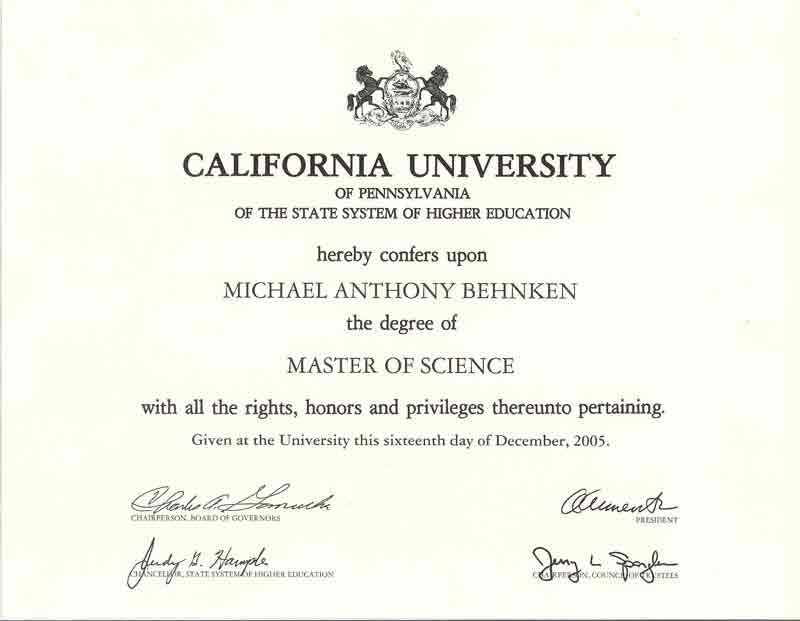 CALIFORNIA UNIVERSITY
OF PENNSYLVANIA
OF THE STATE SYSTEM OF HIGHER EDUCATION
hereby confers upon
MICHAEL ANTHONY BEHNKEN
the degree of
MASTER OF SCIENCE
with all the rights, honors and privileges thereunto pertaining.
Given at the University this sixteenth day of December, 2005.
Charles A.
CHAIRPERSON, BOARD OF GOVERNORS
PRESIDENT
Judy G. Hample
CHANCELLOR, STATE SYSTEM OF HIGHER EDUCATION
Jerry L
CHAIRPERSON, COUNCIL OF TRUSTEES